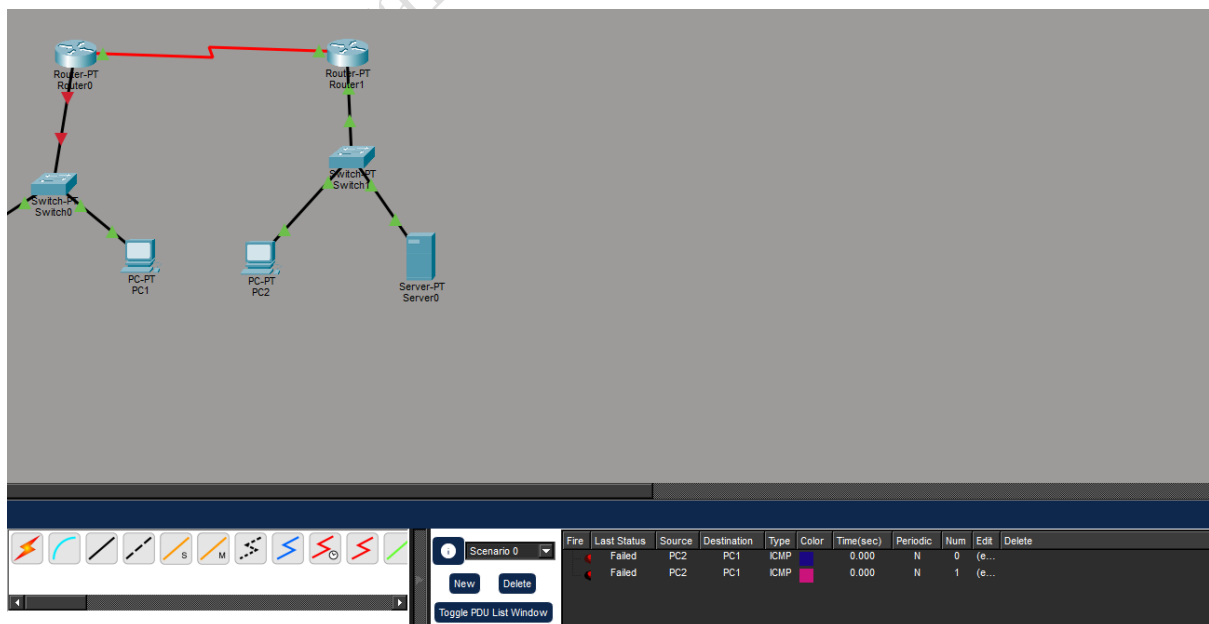 Router-PT
Router0
Router-PT
Router1
Switch-PT
Switch0
Switch-PT
Switch1
PC-PT
PC1
PC-PT
PC2
Server-PT
Server0
S
M
i
Scenario 0
New
Delete
Toggle PDU List Window
Fire Last Status Source Destination Type Color Time(sec) Periodic Num Edit Delete
Failed PC2 PC1 ICMP 0.000 N 0 (e...
Failed PC2 PC1 ICMP 0.000 N 1 (e...